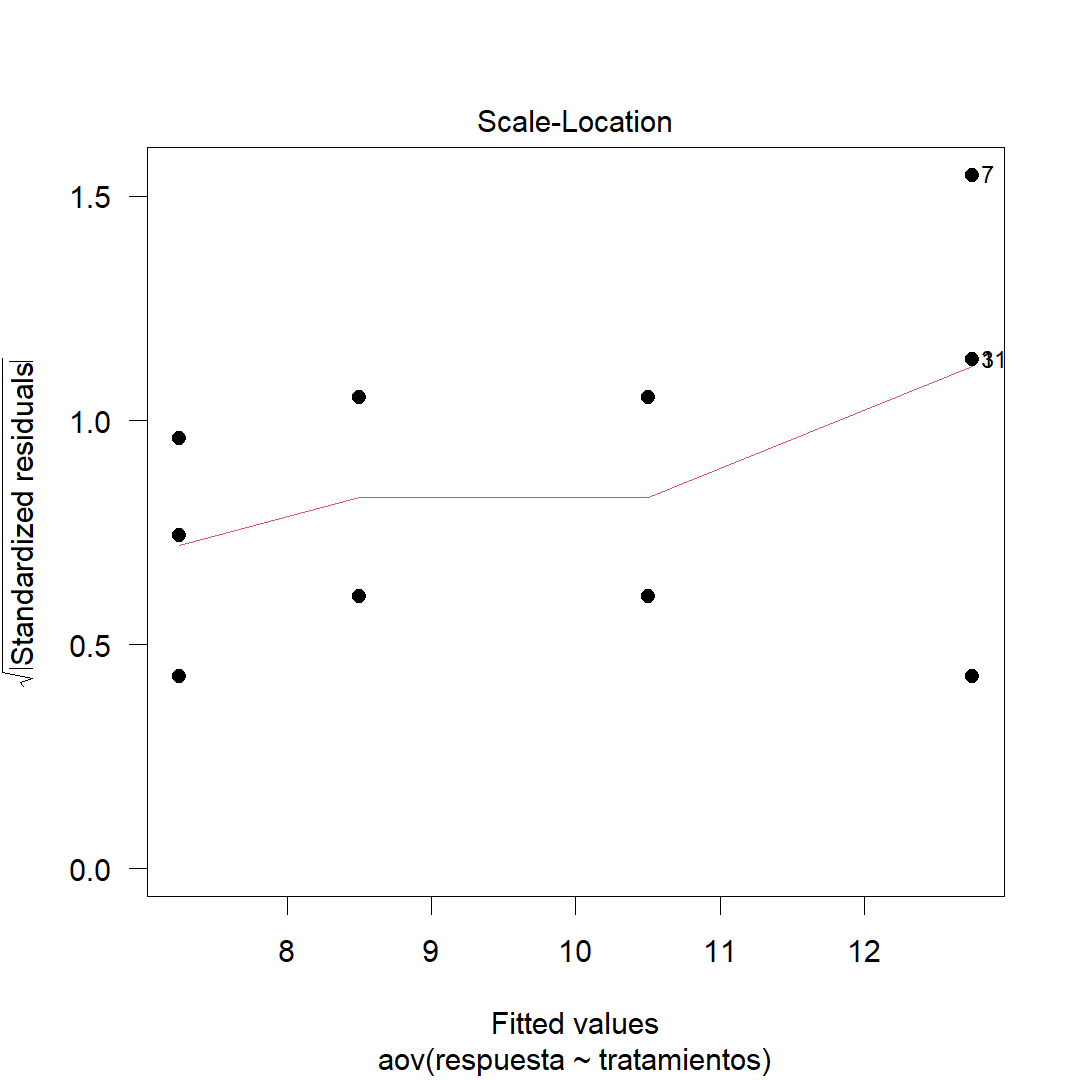 Scale-Location
√|Standardized residuals|
1.5
1.0
0.5
0.0
7
8
9
10
11
12
Fitted values
aov(respuesta ~ tratamientos)